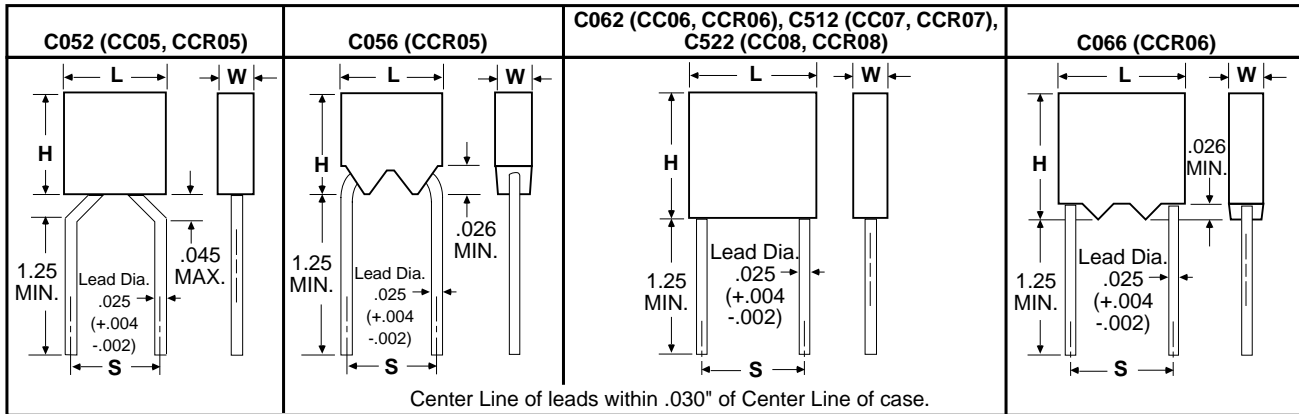 C052 (CC05, CCR05)
C056 (CCR05)
C062 (CC06, CCR06), C512 (CC07, CCR07),
C522 (CC08, CCR08)
C066 (CCR06)
L
W
H
1.25
MIN.
.045
MAX.
Lead Dia.
.025
(+.004
-.002)
S
L
W
H
.026
MIN.
1.25
MIN.
Lead Dia.
.025
(+.004
-.002)
S
L
W
H
1.25
MIN.
Lead Dia.
.025
(+.004
-.002)
S
L
W
H
.026
MIN.
1.25
MIN.
Lead Dia.
.025
(+.004
-.002)
S
Center Line of leads within .030" of Center Line of case.